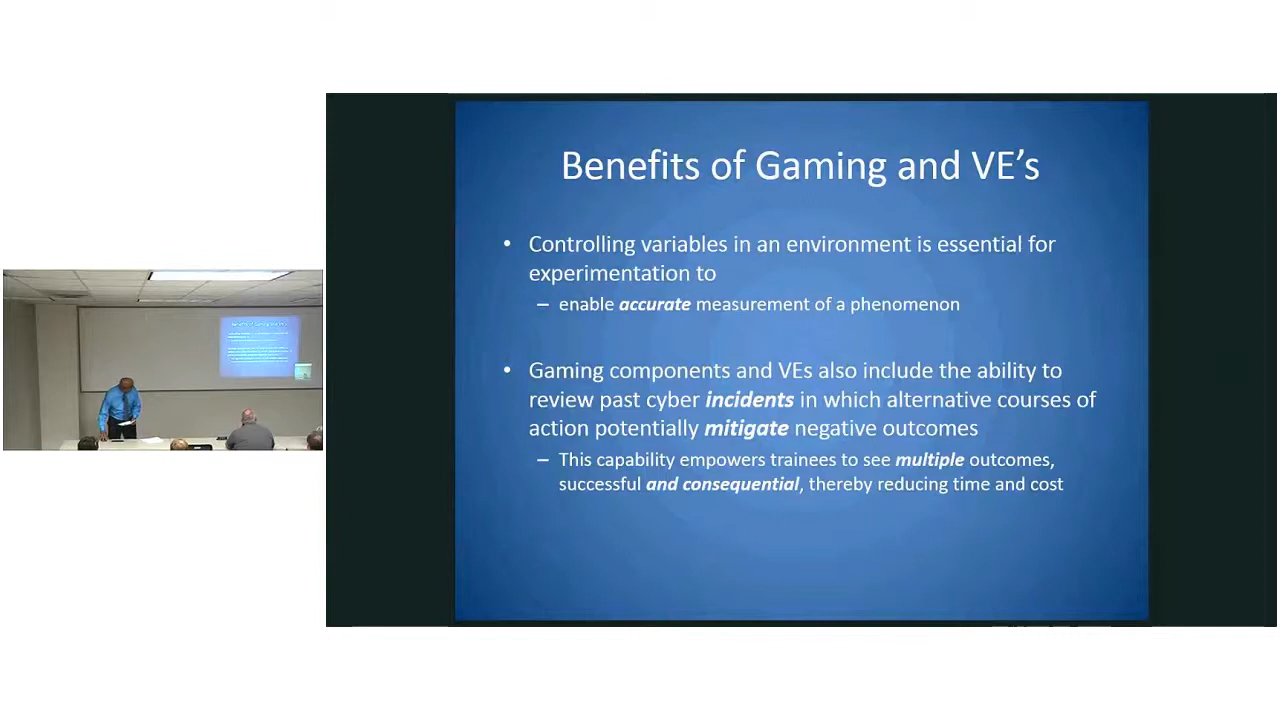 Benefits of Gaming and VE's
• Controlling variables in an environment is essential for
experimentation to
– enable accurate measurement of a phenomenon
• Gaming components and VEs also include the ability to
review past cyber incidents in which alternative courses of
action potentially mitigate negative outcomes
– This capability empowers trainees to see multiple outcomes,
successful and consequential, thereby reducing time and cost